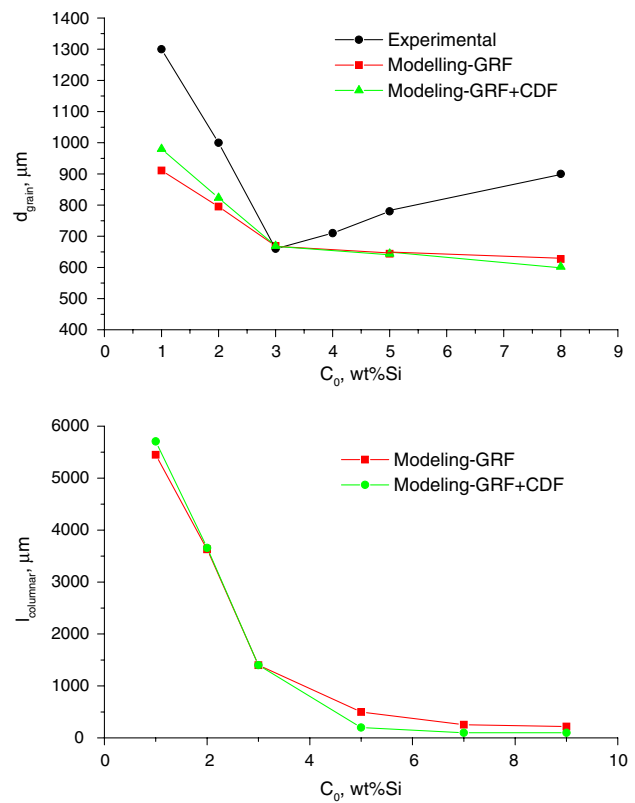 1400
1300
1200
1100
1000
900
800
700
600
500
400
d_grain, μm
Experimental
Modelling-GRF
Modeling-GRF+CDF
0 1 2 3 4 5 6 7 8 9
C_0, wt%Si
6000
5000
4000
3000
2000
1000
0
l_columnar, μm
Modeling-GRF
Modeling-GRF+CDF
0 2 4 6 8 10
C_0, wt%Si